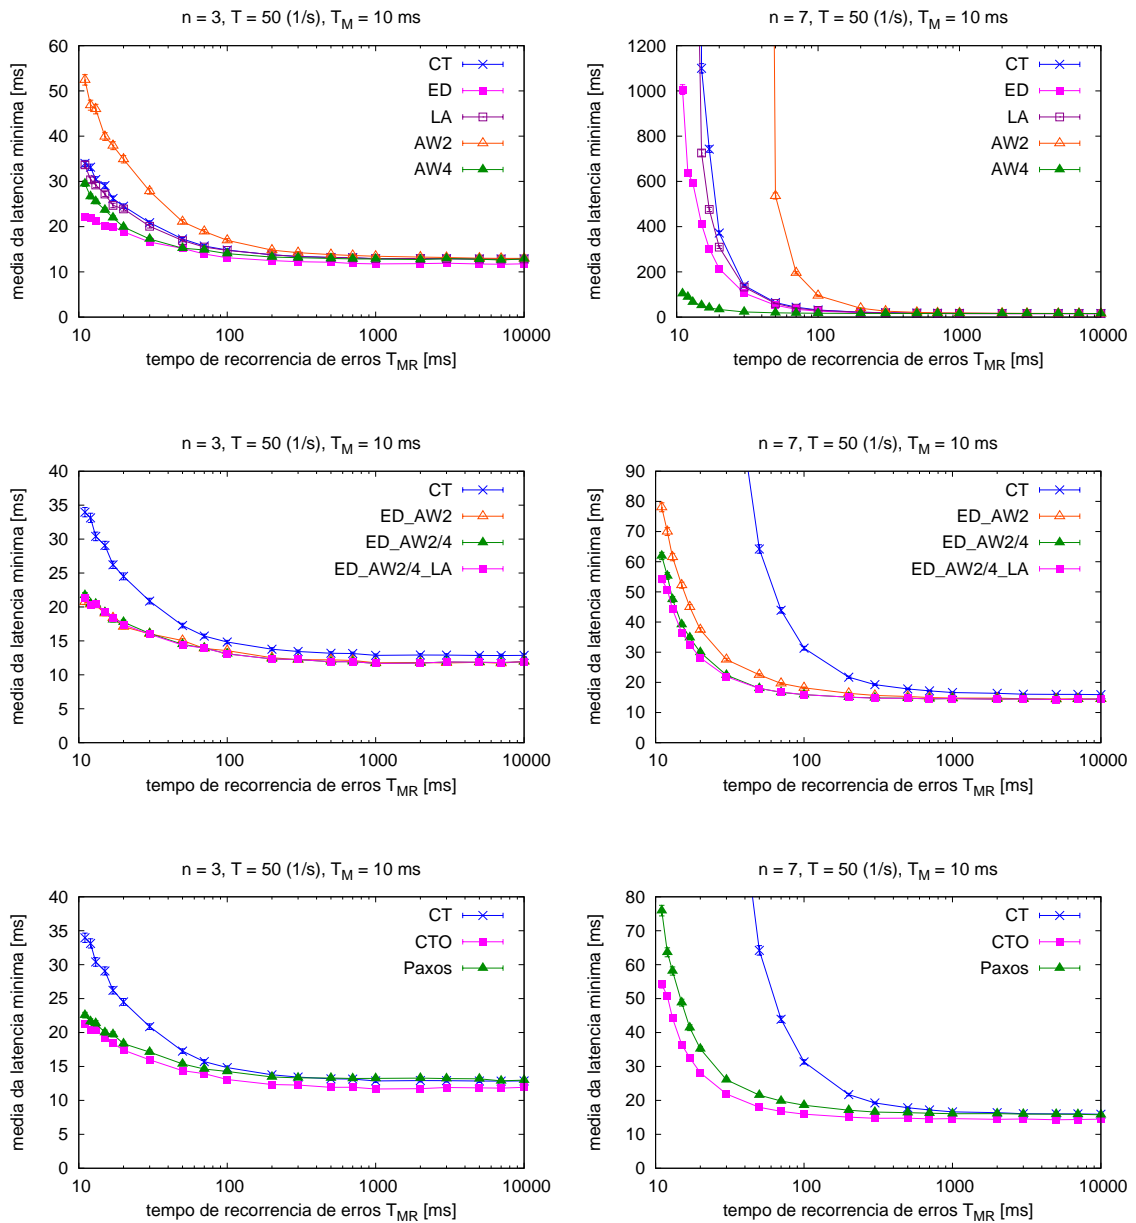 n = 3, T = 50 (1/s), T_M = 10 ms
media da latencia minima [ms]
60
50
40
30
20
10
0
CT
ED
LA
AW2
AW4
10 100 1000 10000
tempo de recorrencia de erros T_MR [ms]
n = 7, T = 50 (1/s), T_M = 10 ms
media da latencia minima [ms]
1200
1000
800
600
400
200
0
CT
ED
LA
AW2
AW4
10 100 1000 10000
tempo de recorrencia de erros T_MR [ms]
n = 3, T = 50 (1/s), T_M = 10 ms
media da latencia minima [ms]
40
35
30
25
20
15
10
5
0
CT
ED_AW2
ED_AW2/4
ED_AW2/4_LA
10 100 1000 10000
tempo de recorrencia de erros T_MR [ms]
n = 7, T = 50 (1/s), T_M = 10 ms
media da latencia minima [ms]
90
80
70
60
50
40
30
20
10
0
CT
ED_AW2
ED_AW2/4
ED_AW2/4_LA
10 100 1000 10000
tempo de recorrencia de erros T_MR [ms]
n = 3, T = 50 (1/s), T_M = 10 ms
media da latencia minima [ms]
40
35
30
25
20
15
10
5
0
CT
CTO
Paxos
10 100 1000 10000
tempo de recorrencia de erros T_MR [ms]
n = 7, T = 50 (1/s), T_M = 10 ms
media da latencia minima [ms]
80
70
60
50
40
30
20
10
0
CT
CTO
Paxos
10 100 1000 10000
tempo de recorrencia de erros T_MR [ms]